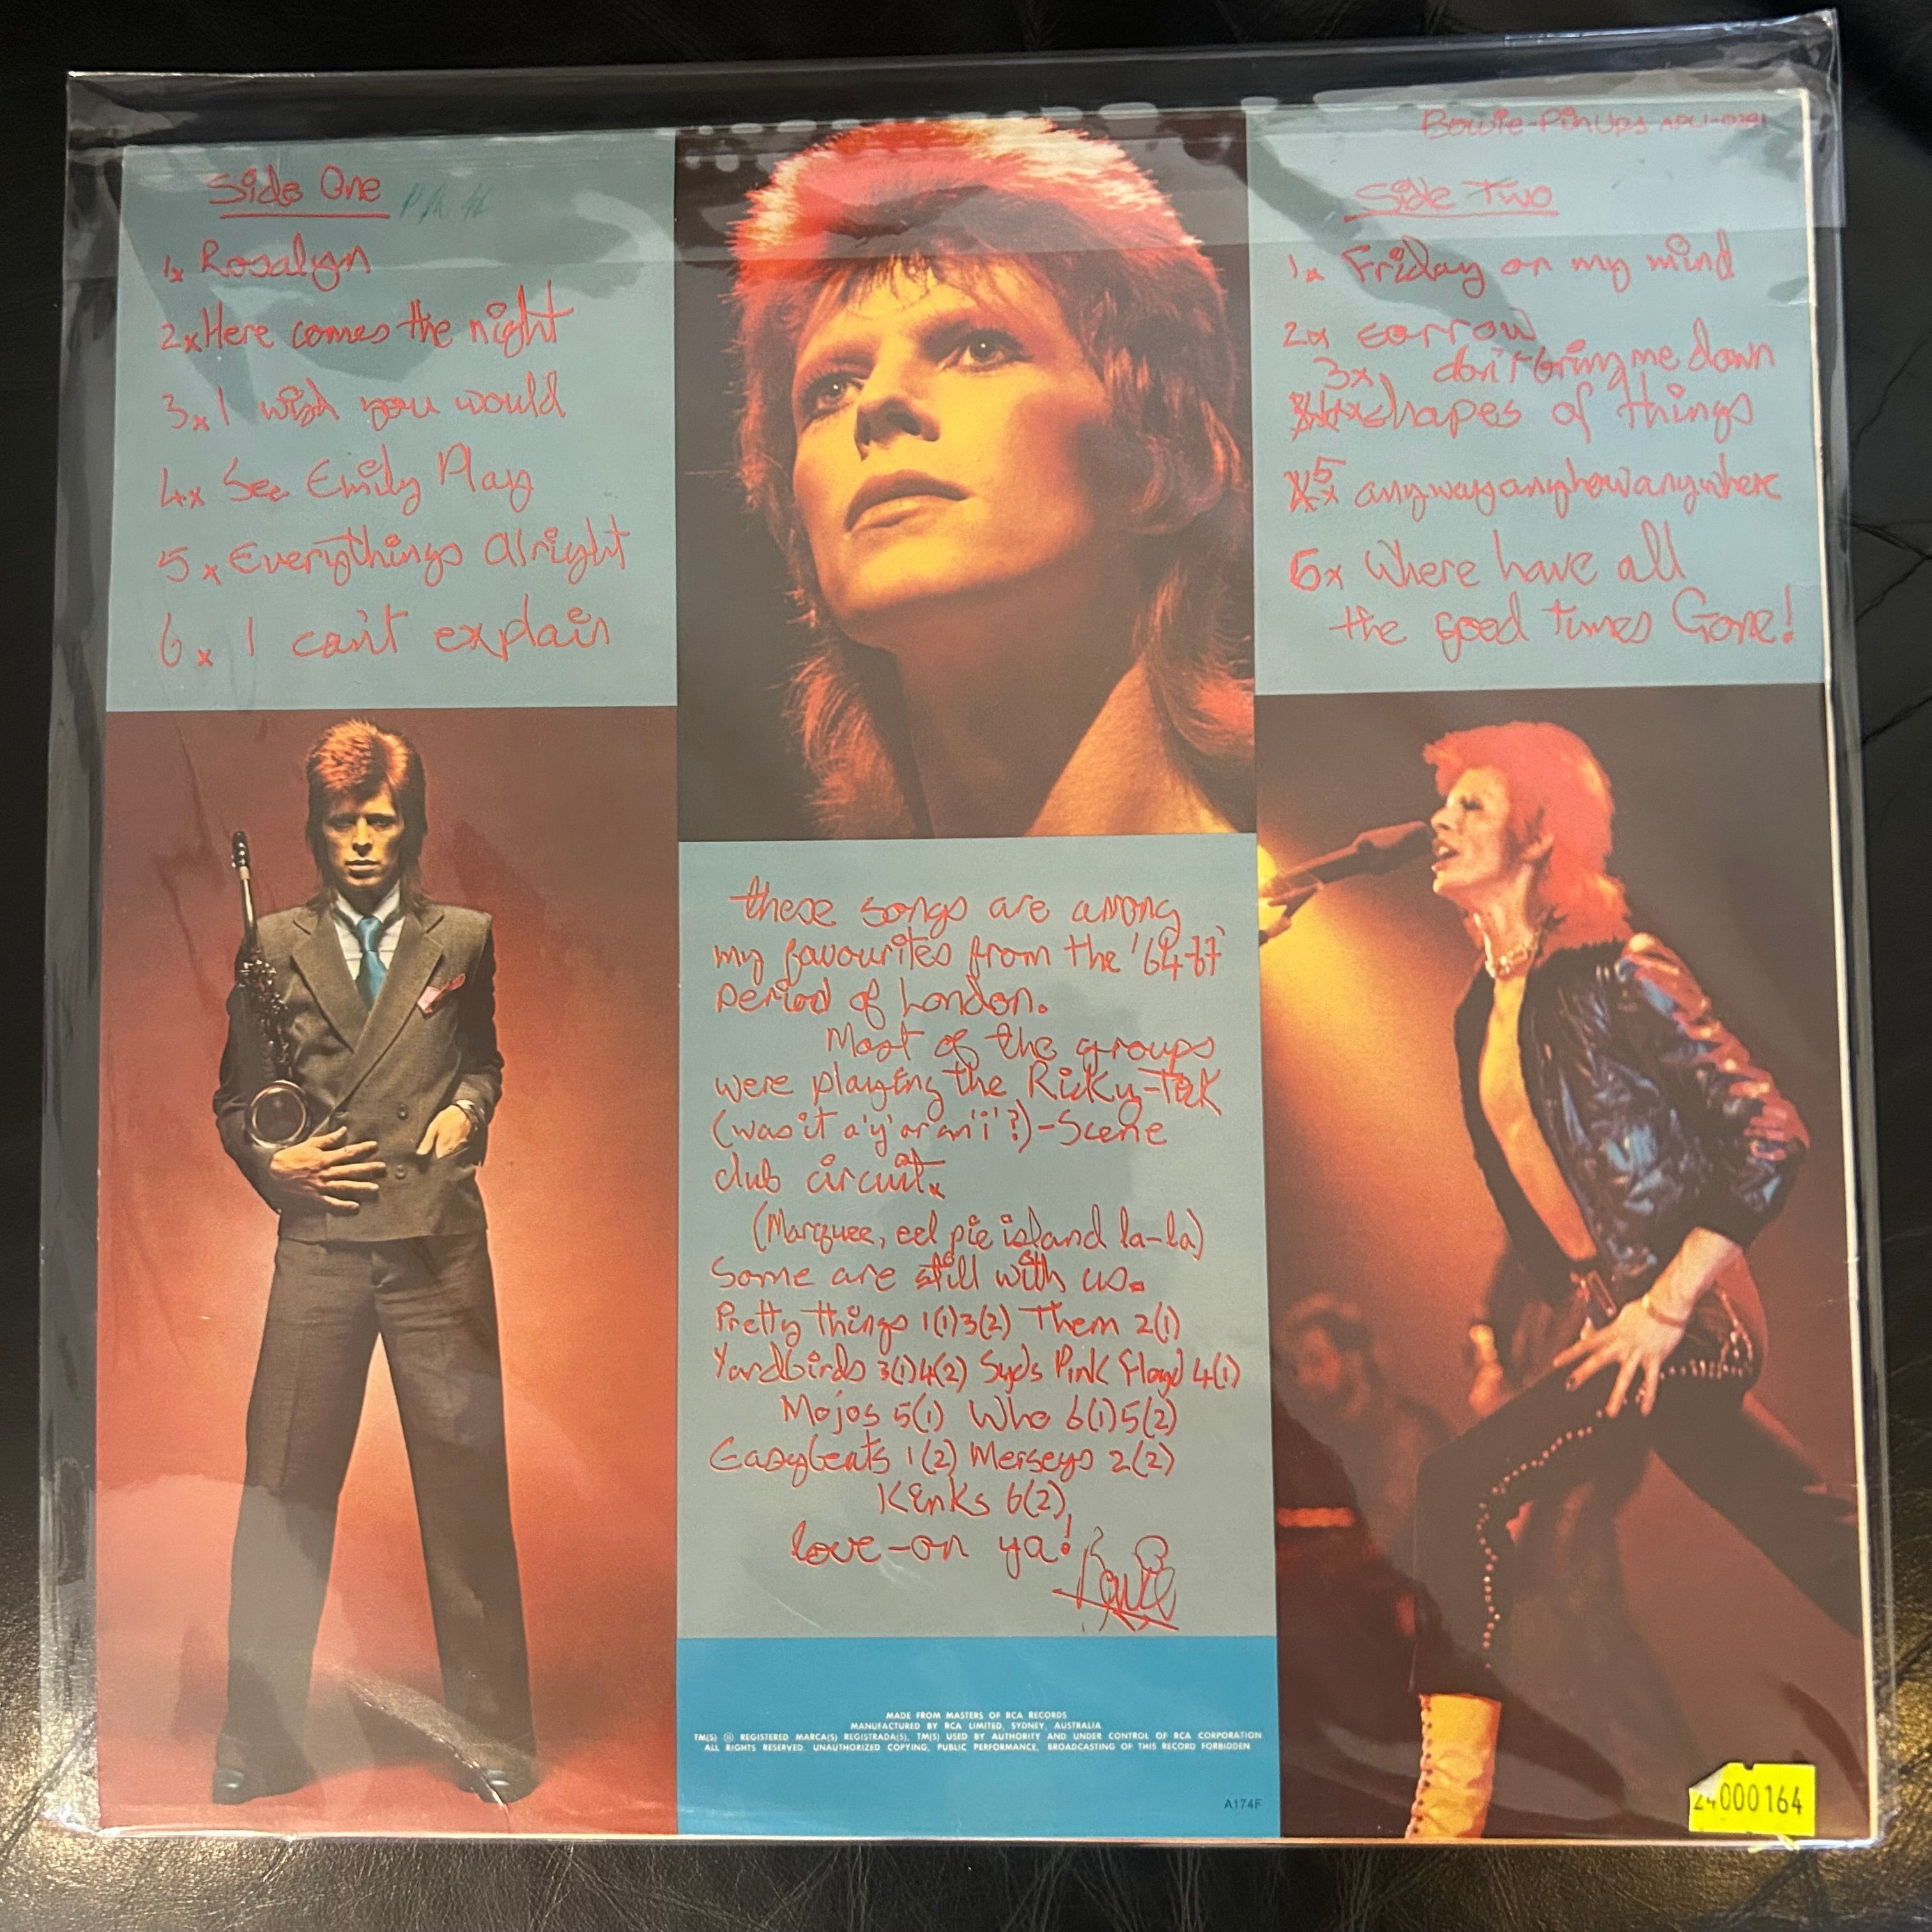 Bowie-PinUps APL1-0291
Side One
1x Rosalyn
2x Here comes the night
3x I wish you would
4x See Emily Play
5x Everythings Alright
6x I can't explain
Side Two
1x Friday on my mind
2x sorrow
3x don't bring me down
shapes of things
5x anywayanyhowanywhere
6x Where have all
the good times Gone!
these songs are among
my favourites from the '64-67'
period of London.
Most of the groups
were playing the Ricky-Tick
(was it a 'y' or an 'i'?)-Scene
club circuit.
(Marquee, eel pie island la-la)
Some are still with us.
Pretty things 1(1)3(2) Them 2(1)
Yardbirds 3(1)4(2) Syds Pink Floyd 4(1)
Mojos 5(1) Who 6(1)5(2)
Easybeats 1(2) Merseys 2(2)
Kinks 6(2)
love-on ya!
Bowie
MADE FROM MASTERS OF RCA RECORDS
MANUFACTURED BY RCA LIMITED, SYDNEY, AUSTRALIA
TM(S) ® REGISTERED MARCA(S) REGISTRADA(S). TM(S) USED BY AUTHORITY AND UNDER CONTROL OF RCA CORPORATION
ALL RIGHTS RESERVED. UNAUTHORIZED COPYING, PUBLIC PERFORMANCE, BROADCASTING OF THIS RECORD FORBIDDEN
A174F
24000164